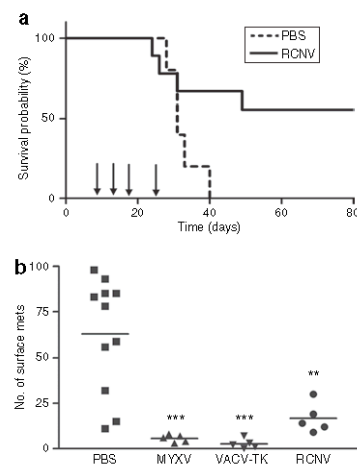 a
PBS
RCNV
100
50
0
Survival probability (%)
0 20 40 60 80
Time (days)
b
100
75
50
25
0
No. of surface mets
*** *** **
PBS MYXV VACV-TK RCNV